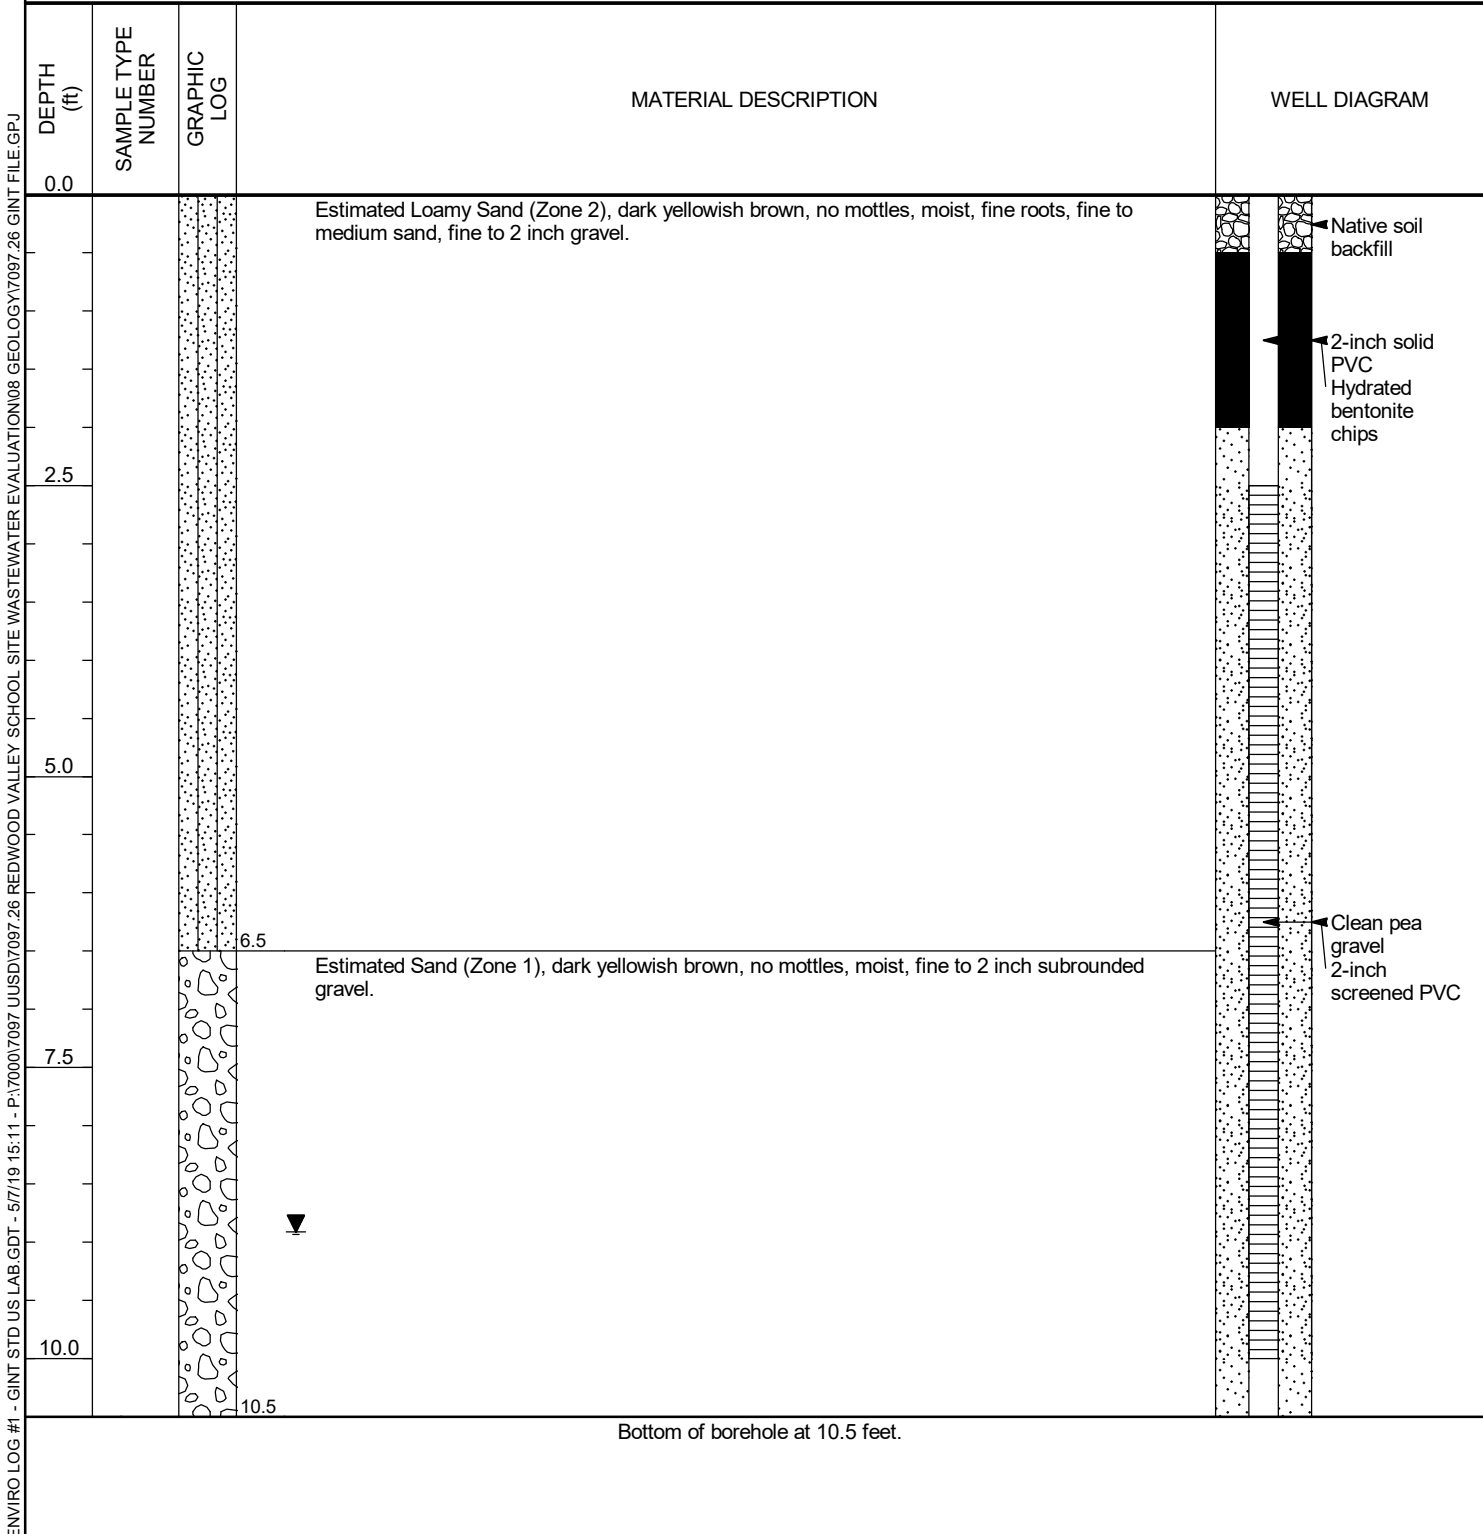 DEPTH
(ft)
SAMPLE TYPE
NUMBER
GRAPHIC
LOG
MATERIAL DESCRIPTION
WELL DIAGRAM
0.0
Estimated Loamy Sand (Zone 2), dark yellowish brown, no mottles, moist, fine roots, fine to
medium sand, fine to 2 inch gravel.
Native soil
backfill
2-inch solid
PVC
Hydrated
bentonite
chips
2.5
5.0
6.5
Estimated Sand (Zone 1), dark yellowish brown, no mottles, moist, fine to 2 inch subrounded
gravel.
Clean pea
gravel
2-inch
screened PVC
7.5
10.0
10.5
Bottom of borehole at 10.5 feet.
ENVIRO LOG #1 - GINT STD US LAB.GDT - 5/7/19 15:11 - P:\7000\7097 UUSD\7097.26 REDWOOD VALLEY SCHOOL SITE WASTEWATER EVALUATION\08 GEOLOGY\7097.26 GINT FILE.GPJ